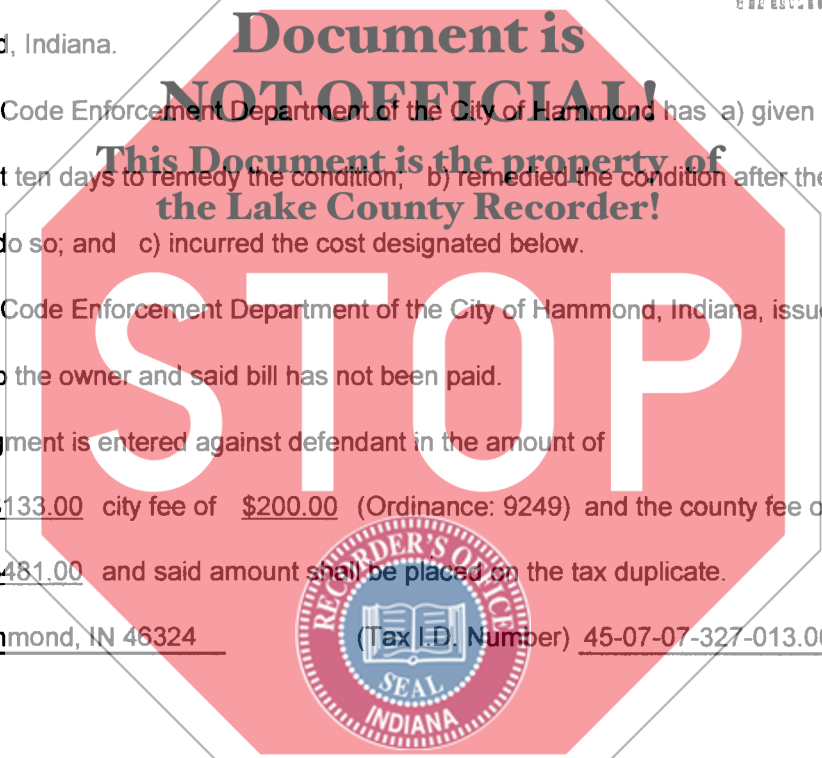 d, Indiana.
Document is
NOT OFFICIAL!
Code Enforcement Department of the City of Hammond has a) given
This Document is the property of
t ten days to remedy the condition; b) remedied the condition after the
the Lake County Recorder!
do so; and c) incurred the cost designated below.
Code Enforcement Department of the City of Hammond, Indiana, issue
STOP
o the owner and said bill has not been paid.
gment is entered against defendant in the amount of
$133.00 city fee of $200.00 (Ordinance: 9249) and the county fee o
481.00 and said amount shall be placed on the tax duplicate.
RECORDER'S OFFICE
mmond, IN 46324 (Tax I.D. Number) 45-07-07-327-013.00
SEAL
INDIANA